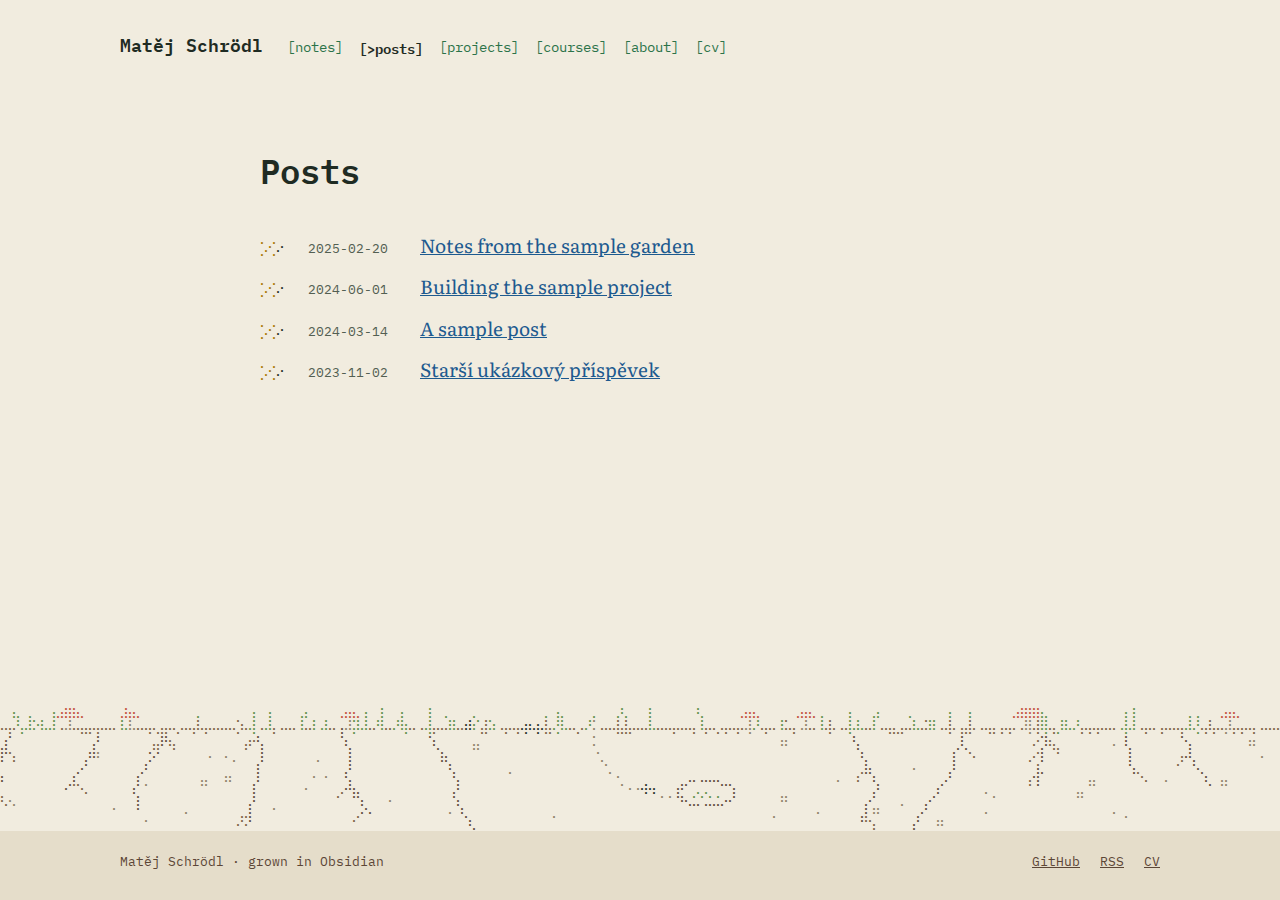 Matěj Schrödl [notes] [>posts] [projects] [courses] [about] [cv]
Posts
2025-02-20 Notes from the sample garden
2024-06-01 Building the sample project
2024-03-14 A sample post
2023-11-02 Starší ukázkový příspěvek
Matěj Schrödl · grown in Obsidian GitHub RSS CV